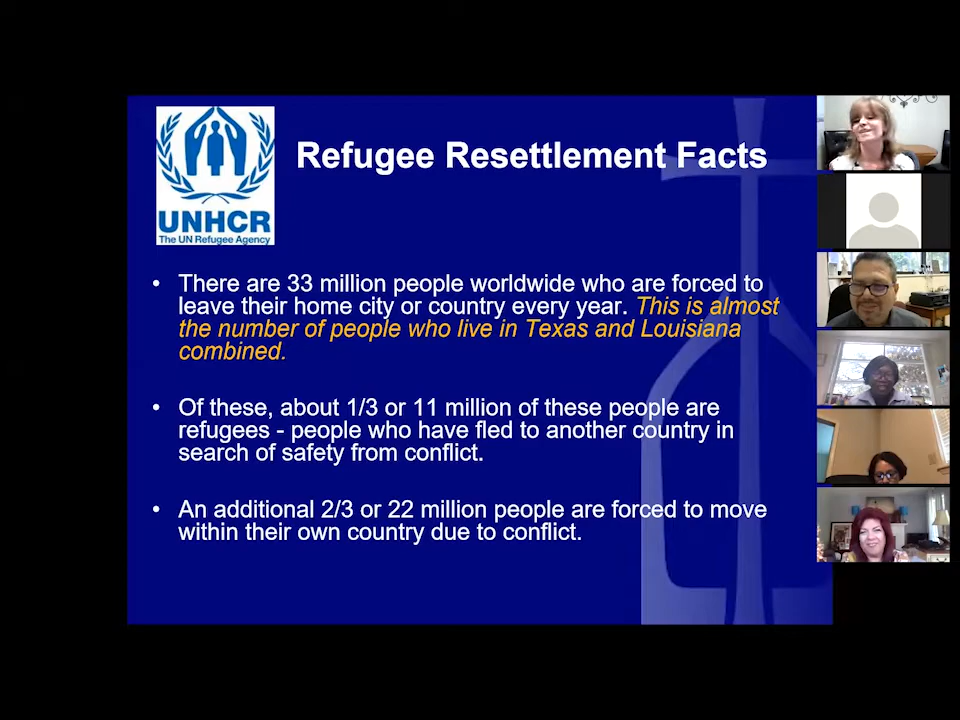 UNHCR
The UN Refugee Agency
Refugee Resettlement Facts
• There are 33 million people worldwide who are forced to
leave their home city or country every year. This is almost
the number of people who live in Texas and Louisiana
combined.
• Of these, about 1/3 or 11 million of these people are
refugees - people who have fled to another country in
search of safety from conflict.
• An additional 2/3 or 22 million people are forced to move
within their own country due to conflict.